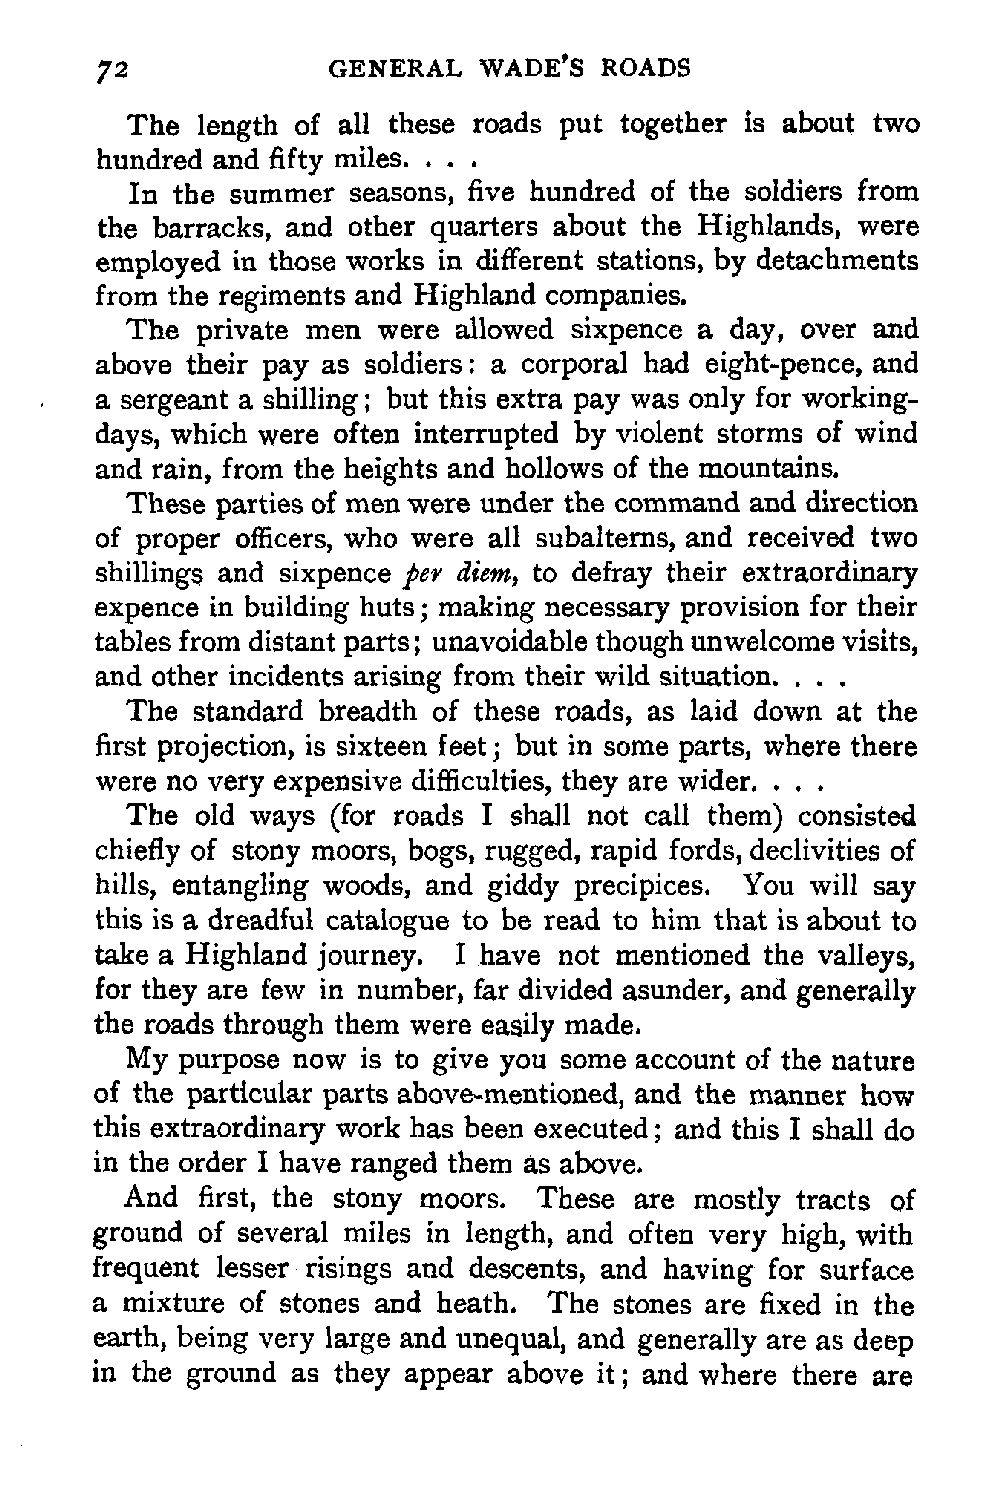 72 GENERAL WADE'S ROADS
The length of all these roads put together is about two
hundred and fifty miles. . . .
In the summer seasons, five hundred of the soldiers from
the barracks, and other quarters about the Highlands, were
employed in those works in different stations, by detachments
from the regiments and Highland companies.
The private men were allowed sixpence a day, over and
above their pay as soldiers: a corporal had eight-pence, and
a sergeant a shilling; but this extra pay was only for working-
days, which were often interrupted by violent storms of wind
and rain, from the heights and hollows of the mountains.
These parties of men were under the command and direction
of proper officers, who were all subalterns, and received two
shillings and sixpence per diem, to defray their extraordinary
expence in building huts; making necessary provision for their
tables from distant parts; unavoidable though unwelcome visits,
and other incidents arising from their wild situation. . . .
The standard breadth of these roads, as laid down at the
first projection, is sixteen feet; but in some parts, where there
were no very expensive difficulties, they are wider. . . .
The old ways (for roads I shall not call them) consisted
chiefly of stony moors, bogs, rugged, rapid fords, declivities of
hills, entangling woods, and giddy precipices. You will say
this is a dreadful catalogue to be read to him that is about to
take a Highland journey. I have not mentioned the valleys,
for they are few in number, far divided asunder, and generally
the roads through them were easily made.
My purpose now is to give you some account of the nature
of the particular parts above-mentioned, and the manner how
this extraordinary work has been executed; and this I shall do
in the order I have ranged them as above.
And first, the stony moors. These are mostly tracts of
ground of several miles in length, and often very high, with
frequent lesser risings and descents, and having for surface
a mixture of stones and heath. The stones are fixed in the
earth, being very large and unequal, and generally are as deep
in the ground as they appear above it; and where there are